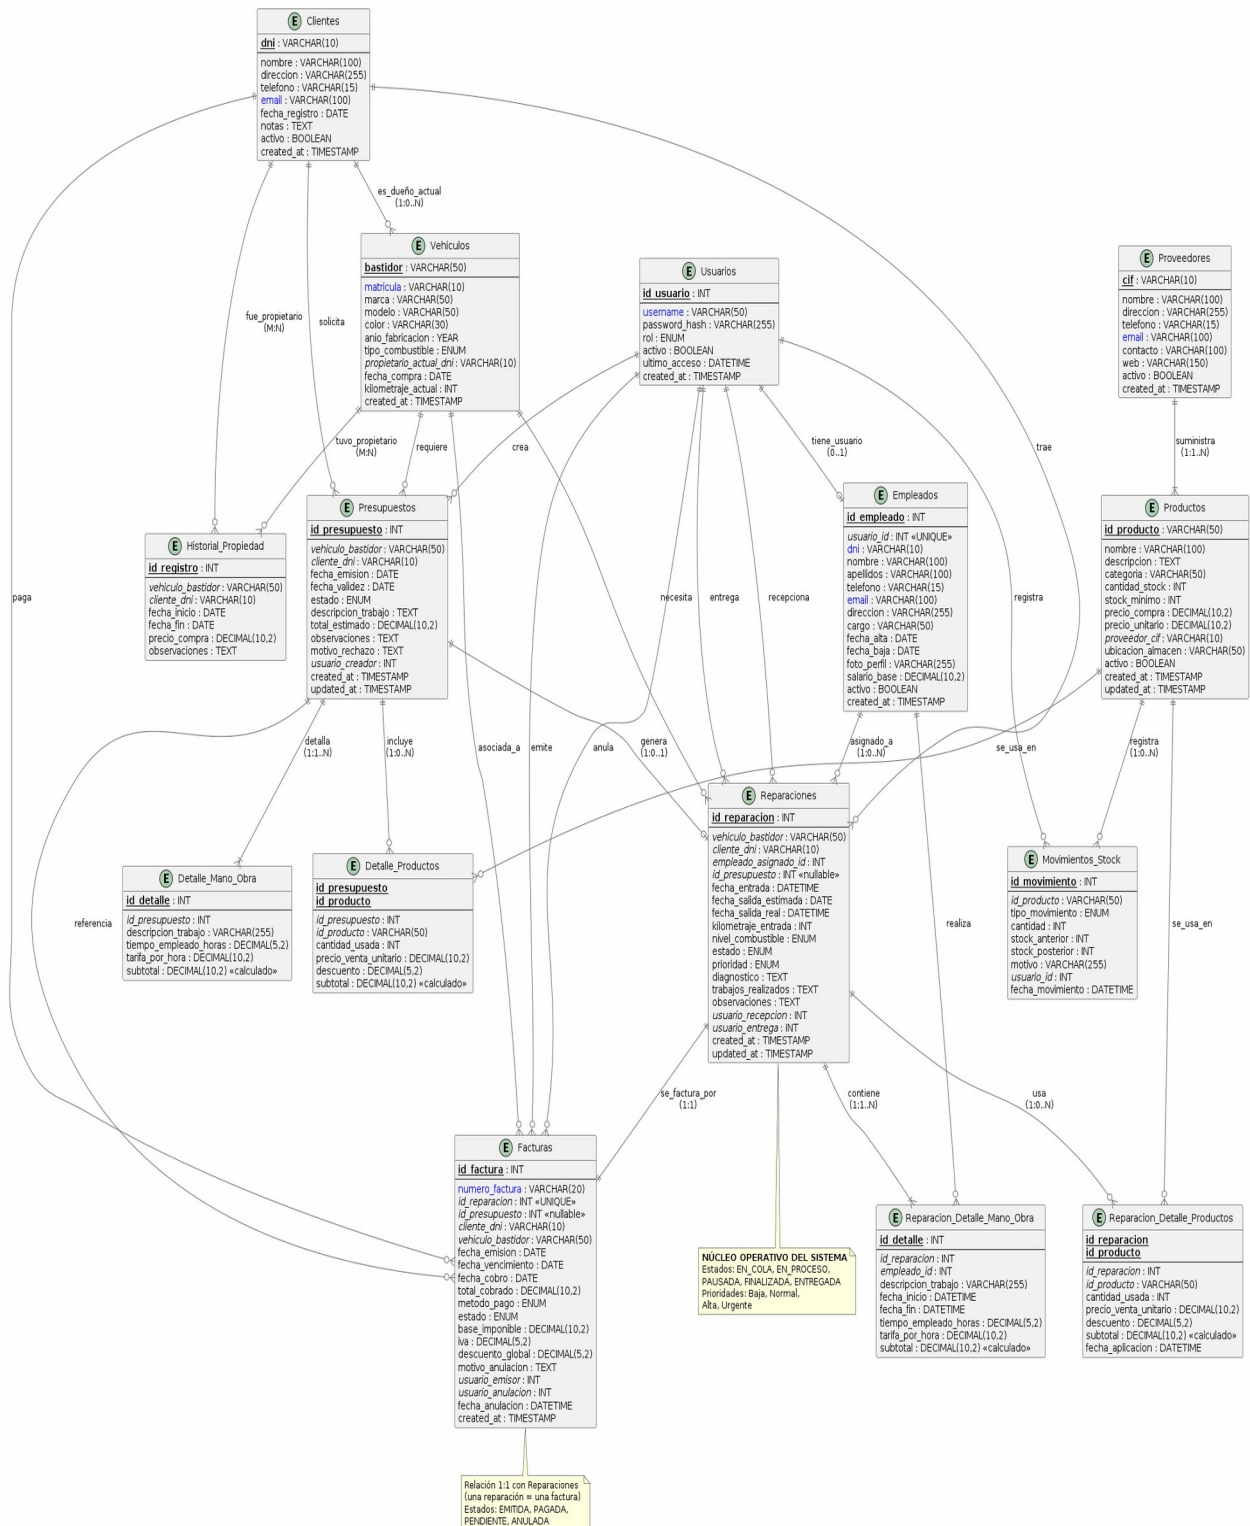 E Clientes
dni : VARCHAR(10)
nombre : VARCHAR(100)
direccion : VARCHAR(255)
telefono : VARCHAR(15)
email : VARCHAR(100)
fecha_registro : DATE
notas : TEXT
activo : BOOLEAN
created_at : TIMESTAMP
es_dueño_actual
(1:0..N)
E Vehiculos
bastidor : VARCHAR(50)
matricula : VARCHAR(10)
marca : VARCHAR(50)
modelo : VARCHAR(50)
color : VARCHAR(30)
anio_fabricacion : YEAR
tipo_combustible : ENUM
propietario_actual_dni : VARCHAR(10)
fecha_compra : DATE
kilometraje_actual : INT
created_at : TIMESTAMP
E Usuarios
id_usuario : INT
username : VARCHAR(50)
password_hash : VARCHAR(255)
rol : ENUM
activo : BOOLEAN
ultimo_acceso : DATETIME
created_at : TIMESTAMP
E Proveedores
cif : VARCHAR(10)
nombre : VARCHAR(100)
direccion : VARCHAR(255)
telefono : VARCHAR(15)
email : VARCHAR(100)
contacto : VARCHAR(100)
web : VARCHAR(150)
activo : BOOLEAN
created_at : TIMESTAMP
fue_propietario
(M:N)
solicita
tuvo_propietario
(M:N)
requiere
crea
tiene_usuario
(0..1)
trae
suministra
(1:1..N)
E Historial_Propiedad
id_registro : INT
vehiculo_bastidor : VARCHAR(50)
cliente_dni : VARCHAR(10)
fecha_inicio : DATE
fecha_fin : DATE
precio_compra : DECIMAL(10,2)
observaciones : TEXT
E Presupuestos
id_presupuesto : INT
vehiculo_bastidor : VARCHAR(50)
cliente_dni : VARCHAR(10)
fecha_emision : DATE
fecha_validez : DATE
estado : ENUM
descripcion_trabajo : TEXT
total_estimado : DECIMAL(10,2)
observaciones : TEXT
motivo_rechazo : TEXT
usuario_creador : INT
created_at : TIMESTAMP
updated_at : TIMESTAMP
E Empleados
id_empleado : INT
usuario_id : INT «UNIQUE»
dni : VARCHAR(10)
nombre : VARCHAR(100)
apellidos : VARCHAR(100)
telefono : VARCHAR(15)
email : VARCHAR(100)
direccion : VARCHAR(255)
cargo : VARCHAR(50)
fecha_alta : DATE
fecha_baja : DATE
foto_perfil : VARCHAR(255)
salario_base : DECIMAL(10,2)
activo : BOOLEAN
created_at : TIMESTAMP
E Productos
id_producto : VARCHAR(50)
nombre : VARCHAR(100)
descripcion : TEXT
categoria : VARCHAR(50)
cantidad_stock : INT
stock_minimo : INT
precio_compra : DECIMAL(10,2)
precio_unitario : DECIMAL(10,2)
proveedor_cif : VARCHAR(10)
ubicacion_almacen : VARCHAR(50)
activo : BOOLEAN
created_at : TIMESTAMP
updated_at : TIMESTAMP
paga
necesita
entrega
recepciona
registra
detalla
(1:1..N)
incluye
(1:0..N)
asociada_a
emite
anula
genera
(1:0..1)
asignado_a
(1:0..N)
se_usa_en
registra
(1:0..N)
E Detalle_Mano_Obra
id_detalle : INT
id_presupuesto : INT
descripcion_trabajo : VARCHAR(255)
tiempo_empleado_horas : DECIMAL(5,2)
tarifa_por_hora : DECIMAL(10,2)
subtotal : DECIMAL(10,2) «calculado»
E Detalle_Productos
id_presupuesto
id_producto
id_presupuesto : INT
id_producto : VARCHAR(50)
cantidad_usada : INT
precio_venta_unitario : DECIMAL(10,2)
descuento : DECIMAL(5,2)
subtotal : DECIMAL(10,2) «calculado»
E Reparaciones
id_reparacion : INT
vehiculo_bastidor : VARCHAR(50)
cliente_dni : VARCHAR(10)
empleado_asignado_id : INT
id_presupuesto : INT «nullable»
fecha_entrada : DATETIME
fecha_salida_estimada : DATE
fecha_salida_real : DATETIME
kilometraje_entrada : INT
nivel_combustible : ENUM
estado : ENUM
prioridad : ENUM
diagnostico : TEXT
trabajos_realizados : TEXT
observaciones : TEXT
usuario_recepcion : INT
usuario_entrega : INT
created_at : TIMESTAMP
updated_at : TIMESTAMP
E Movimientos_Stock
id_movimiento : INT
id_producto : VARCHAR(50)
tipo_movimiento : ENUM
cantidad : INT
stock_anterior : INT
stock_posterior : INT
motivo : VARCHAR(255)
usuario_id : INT
fecha_movimiento : DATETIME
referencia
realiza
se_usa_en
se_factura_por
(1:1)
contiene
(1:1..N)
usa
(1:0..N)
E Facturas
id_factura : INT
numero_factura : VARCHAR(20)
id_reparacion : INT «UNIQUE»
id_presupuesto : INT «nullable»
cliente_dni : VARCHAR(10)
vehiculo_bastidor : VARCHAR(50)
fecha_emision : DATE
fecha_vencimiento : DATE
fecha_cobro : DATE
total_cobrado : DECIMAL(10,2)
metodo_pago : ENUM
estado : ENUM
base_imponible : DECIMAL(10,2)
iva : DECIMAL(5,2)
descuento_global : DECIMAL(5,2)
motivo_anulacion : TEXT
usuario_emisor : INT
usuario_anulacion : INT
fecha_anulacion : DATETIME
created_at : TIMESTAMP
NÚCLEO OPERATIVO DEL SISTEMA
Estados: EN_COLA, EN_PROCESO,
PAUSADA, FINALIZADA, ENTREGADA
Prioridades: Baja, Normal,
Alta, Urgente
E Reparacion_Detalle_Mano_Obra
id_detalle : INT
id_reparacion : INT
empleado_id : INT
descripcion_trabajo : VARCHAR(255)
fecha_inicio : DATETIME
fecha_fin : DATETIME
tiempo_empleado_horas : DECIMAL(5,2)
tarifa_por_hora : DECIMAL(10,2)
subtotal : DECIMAL(10,2) «calculado»
E Reparacion_Detalle_Productos
id_reparacion
id_producto
id_reparacion : INT
id_producto : VARCHAR(50)
cantidad_usada : INT
precio_venta_unitario : DECIMAL(10,2)
descuento : DECIMAL(5,2)
subtotal : DECIMAL(10,2) «calculado»
fecha_aplicacion : DATETIME
Relación 1:1 con Reparaciones
(una reparación = una factura)
Estados: EMITIDA, PAGADA,
PENDIENTE, ANULADA